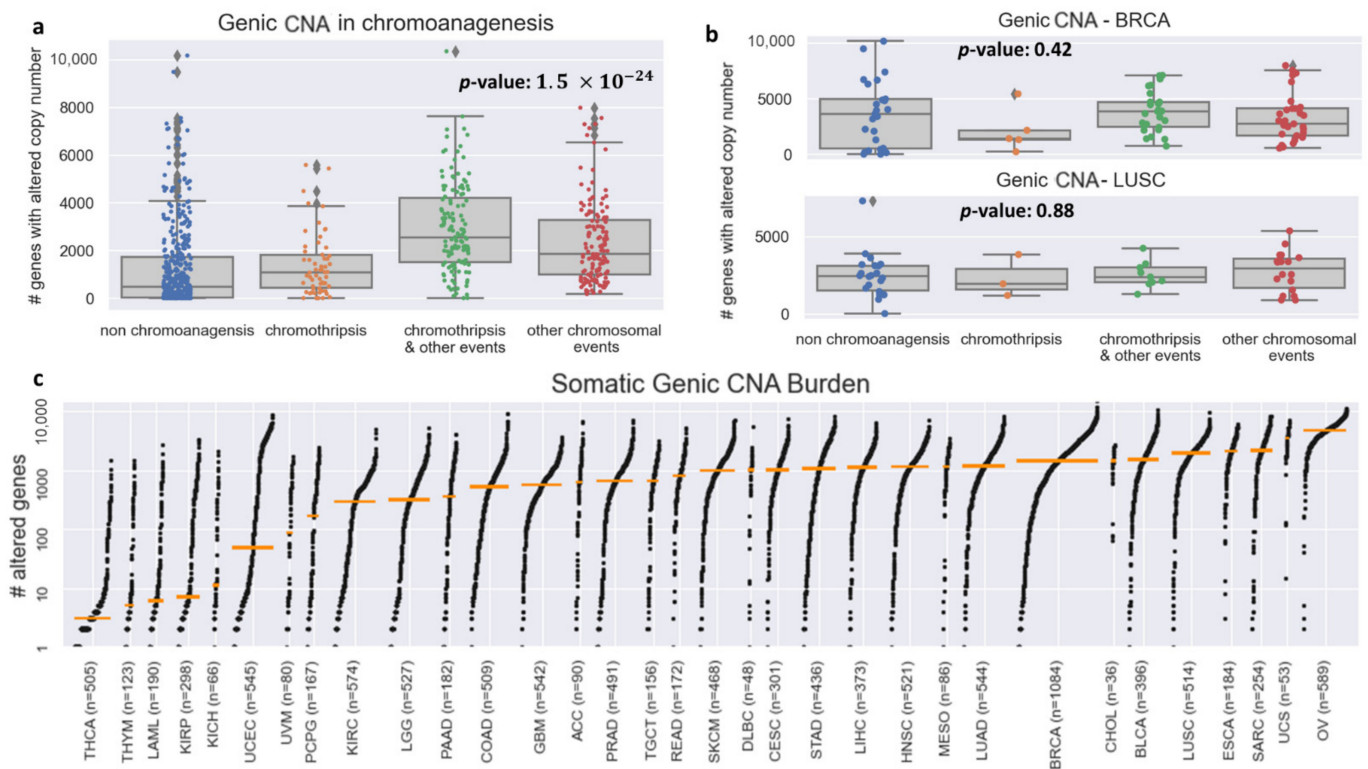 a
Genic CNA in chromoanagenesis
# genes with altered copy number
10,000
8000
6000
4000
2000
0
p-value: 1.5 × 10−24
non chromoanagensis
chromothripsis
chromothripsis
& other events
other chromosomal
events
b
Genic CNA - BRCA
# genes with altered copy number
10,000
5000
0
p-value: 0.42
Genic CNA- LUSC
5000
0
p-value: 0.88
non chromoanagensis
chromothripsis
chromothripsis
& other events
other chromosomal
events
c
Somatic Genic CNA Burden
# altered genes
10,000
1000
100
10
1
THCA (n=505)
THYM (n=123)
LAML (n=190)
KIRP (n=298)
KICH (n=66)
UCEC (n=545)
UVM (n=80)
PCPG (n=167)
KIRC (n=574)
LGG (n=527)
PAAD (n=182)
COAD (n=509)
GBM (n=542)
ACC (n=90)
PRAD (n=491)
TGCT (n=156)
READ (n=172)
SKCM (n=468)
DLBC (n=48)
CESC (n=301)
STAD (n=436)
LIHC (n=373)
HNSC (n=521)
MESO (n=86)
LUAD (n=544)
BRCA (n=1084)
CHOL (n=36)
BLCA (n=396)
LUSC (n=514)
ESCA (n=184)
SARC (n=254)
UCS (n=53)
OV (n=589)